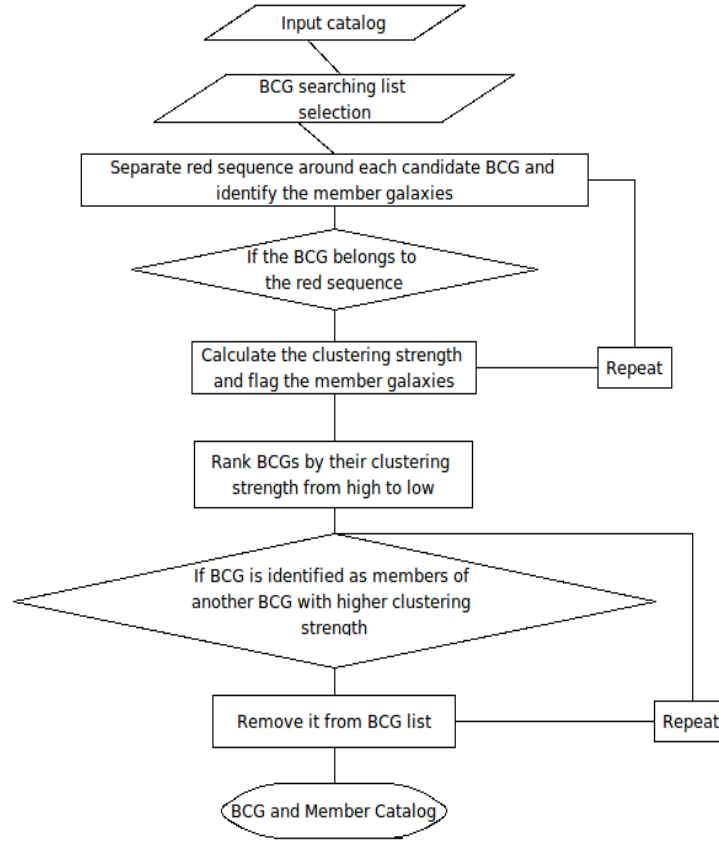 Input catalog
BCG searching list
selection
Separate red sequence around each candidate BCG and
identify the member galaxies
If the BCG belongs to
the red sequence
Calculate the clustering strength
and flag the member galaxies
Repeat
Rank BCGs by their clustering
strength from high to low
If BCG is identified as members of
another BCG with higher clustering
strength
Remove it from BCG list
Repeat
BCG and Member Catalog